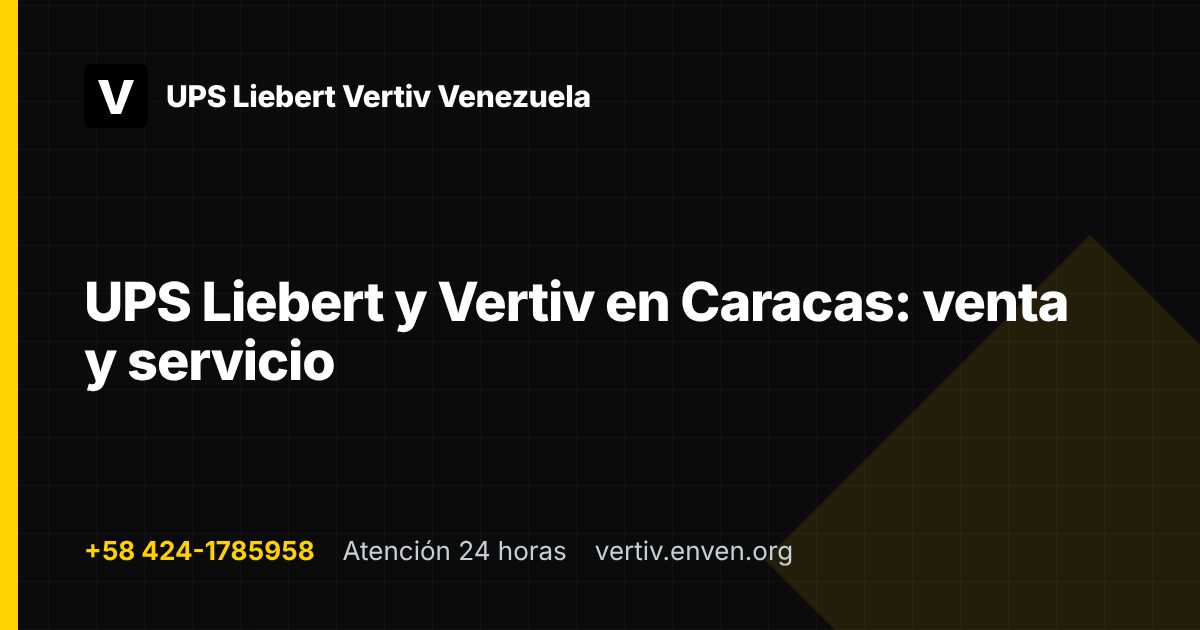 V
UPS Liebert Vertiv Venezuela
UPS Liebert y Vertiv en Caracas: venta
y servicio
+58 424-1785958 Atención 24 horas vertiv.enven.org